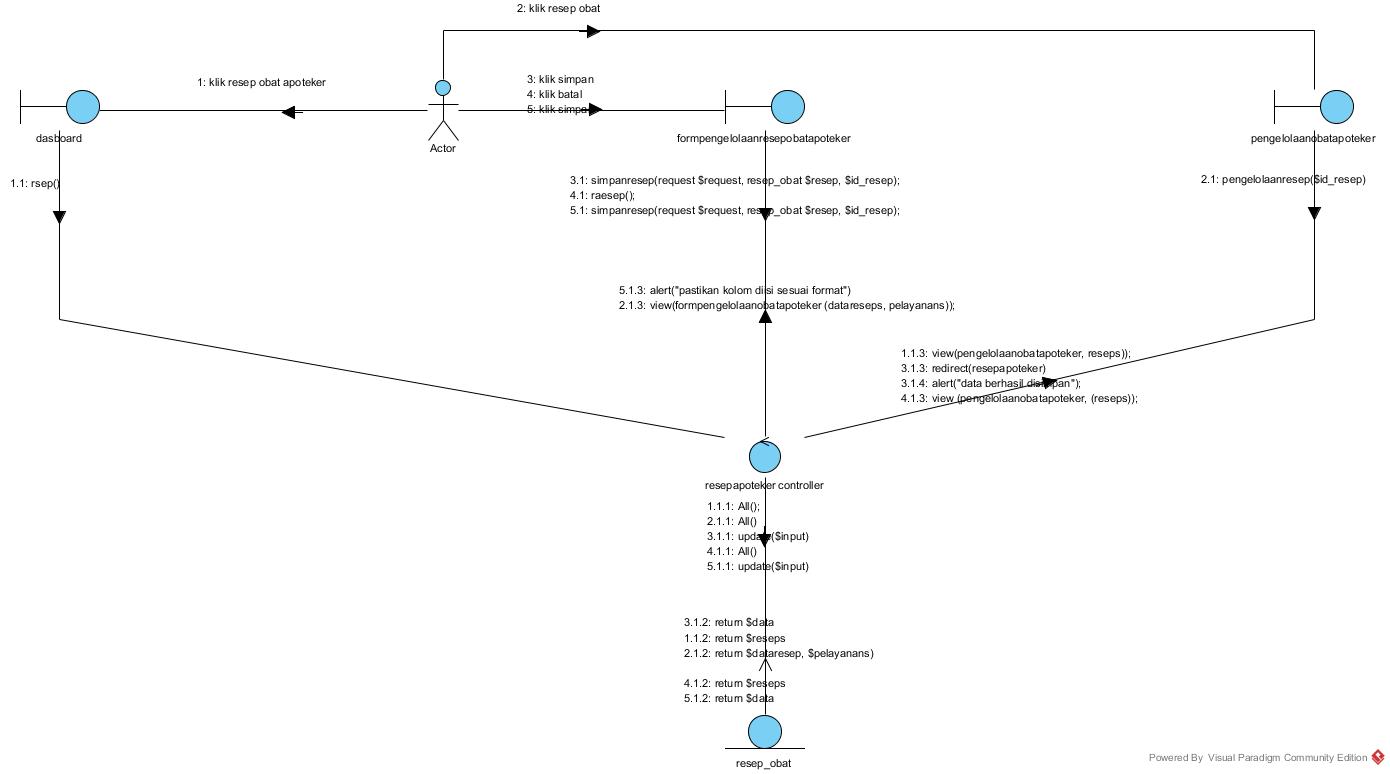 2: klik resep obat
1: klik resep obat apoteker
3: klik simpan
4: klik batal
5: klik simpan
dasboard
Actor
formpengelolaanresepobatapoteker
pengelolaanobatapoteker
1.1: rsep()
3.1: simpanresep(request $request, resep_obat $resep, $id_resep);
4.1: raesep();
5.1: simpanresep(request $request, resep_obat $resep, $id_resep);
2.1: pengelolaanresep($id_resep)
5.1.3: alert("pastikan kolom diisi sesuai format")
2.1.3: view(formpengelolaanobatapoteker (datareseps, pelayanans));
1.1.3: view(pengelolaanobatapoteker, reseps));
3.1.3: redirect(resepapoteker)
3.1.4: alert("data berhasil disimpan");
4.1.3: view (pengelolaanobatapoteker, (reseps));
resepapoteker controller
1.1.1: All();
2.1.1: All()
3.1.1: update($input)
4.1.1: All()
5.1.1: update($input)
3.1.2: return $data
1.1.2: return $reseps
2.1.2: return $dataresep, $pelayanans)
4.1.2: return $reseps
5.1.2: return $data
resep_obat
Powered By Visual Paradigm Community Edition